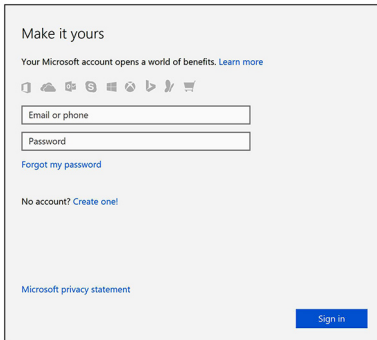 Make it yours
Your Microsoft account opens a world of benefits. Learn more
Email or phone
Password
Forgot my password
No account? Create one!
Microsoft privacy statement
Sign in